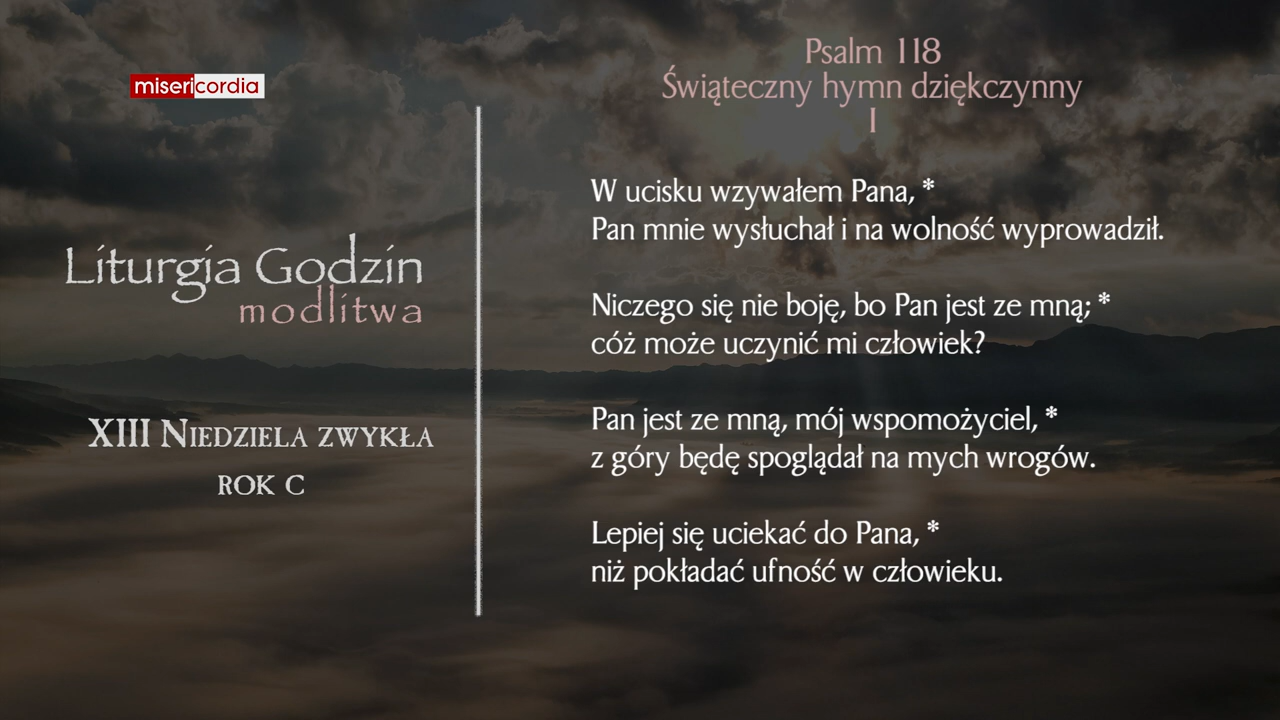 misericordia
Liturgia Godzin
modlitwa
XIII Niedziela zwykła
rok C
Psalm 118
Świąteczny hymn dziękczynny
I
W ucisku wzywałem Pana, *
Pan mnie wysłuchał i na wolność wyprowadził.
Niczego się nie boję, bo Pan jest ze mną; *
cóż może uczynić mi człowiek?
Pan jest ze mną, mój wspomożyciel, *
z góry będę spoglądał na mych wrogów.
Lepiej się uciekać do Pana, *
niż pokładać ufność w człowieku.